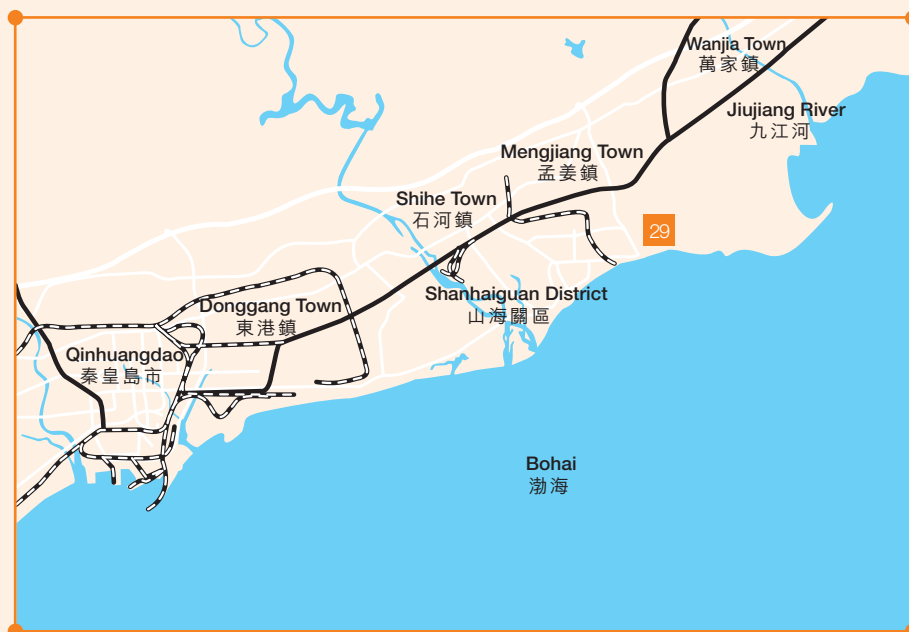 Wanjia Town
萬家鎮
Jiujiang River
九江河
Mengjiang Town
孟姜鎮
Shihe Town
石河鎮
29
Shanhaiguan District
山海關區
Donggang Town
東港鎮
Qinhuangdao
秦皇島市
Bohai
渤海